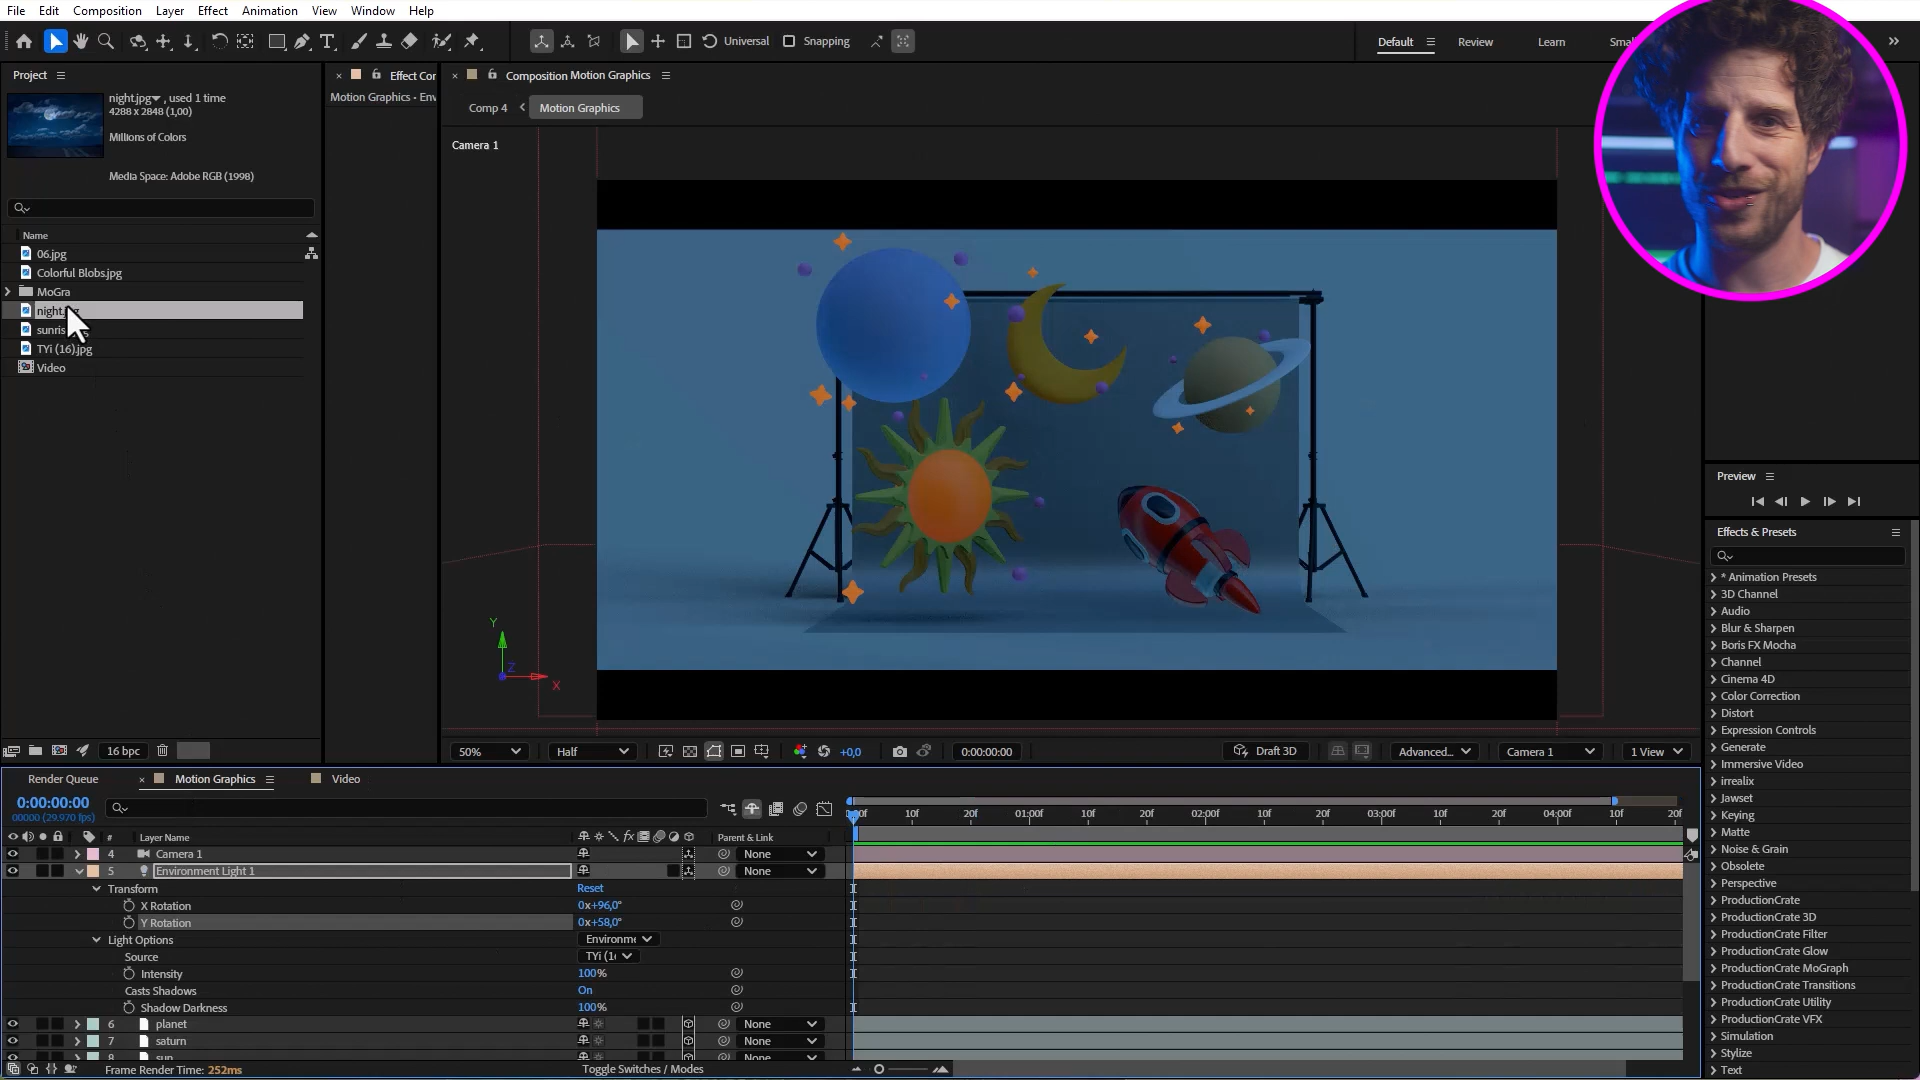 File Edit Composition Layer Effect Animation View Window Help
Universal Snapping Default Review Learn
Project Effect Con Composition Motion Graphics
night.jpg , used 1 time
4288 x 2848 (1,00)
Millions of Colors
Media Space: Adobe RGB (1998)
Motion Graphics • Env
Comp 4 Motion Graphics
Camera 1
Name
06.jpg
Colorful Blobs.jpg
MoGra
TYi (16).jpg
Video
Y
Z
X
16 bpc
50% Half +0,0 0:00:00:00 Draft 3D Advanced... Camera 1 1 View
Preview
Effects & Presets
* Animation Presets
3D Channel
Audio
Blur & Sharpen
Boris FX Mocha
Channel
Cinema 4D
Color Correction
Distort
Expression Controls
Generate
Immersive Video
irrealix
Jawset
Keying
Matte
Noise & Grain
Obsolete
Perspective
ProductionCrate
ProductionCrate 3D
ProductionCrate Filter
ProductionCrate Glow
ProductionCrate MoGraph
ProductionCrate Transitions
ProductionCrate Utility
ProductionCrate VFX
Simulation
Stylize
Text
Render Queue Motion Graphics Video
0:00:00:00
00000 (29.970 fps)
10f 20f 01:00f 10f 20f 02:00f 10f 20f 03:00f 10f 20f 04:00f 10f 20f
# Layer Name fx Parent & Link
4 Camera 1 None
5 Environment Light 1 None
Transform Reset
X Rotation 0x+96,0°
Y Rotation 0x+58,0°
Light Options Environme
Source TYi (1
Intensity 100%
Casts Shadows On
Shadow Darkness 100%
6 planet None
7 saturn None
8 sun
Frame Render Time: 252ms Toggle Switches / Modes